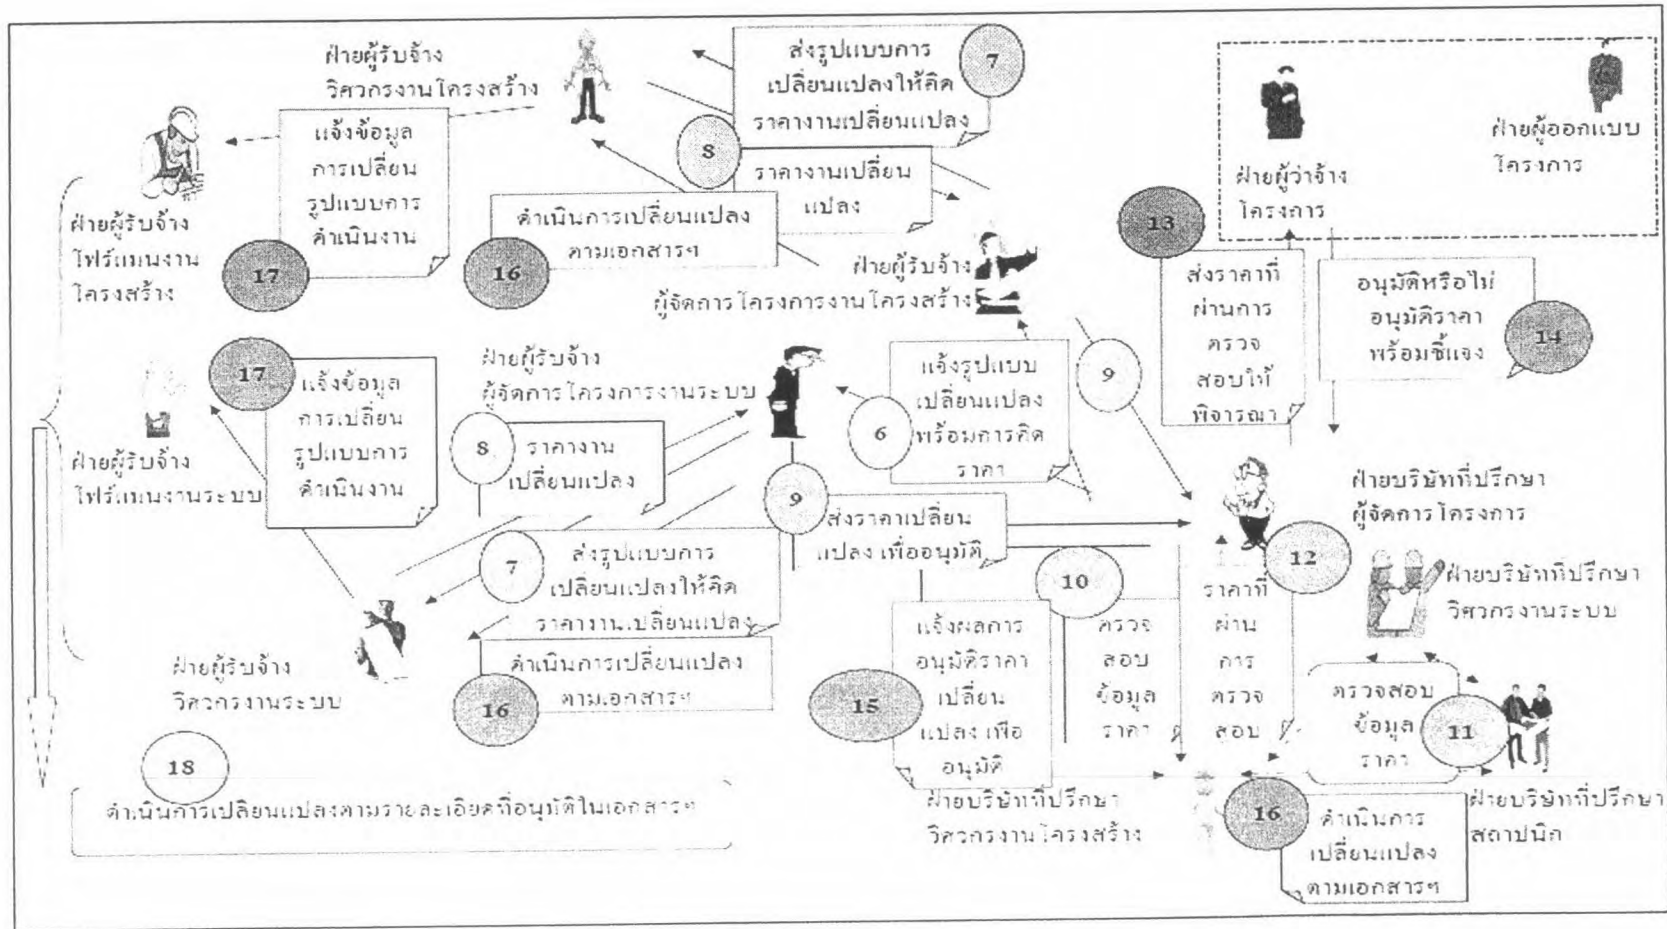 ฝ่ายผู้รับจ้าง
วิศวกรงานโครงสร้าง
ส่งรูปแบบการ
เปลี่ยนแปลงให้คิด
ราคางานเปลี่ยนแปลง
7
ฝ่ายผู้ออกแบบ
โครงการ
ฝ่ายผู้ว่าจ้าง
โครงการ
แจ้งข้อมูล
การเปลี่ยน
รูปแบบการ
ดำเนินงาน
17
8
ราคางานเปลี่ยน
แปลง
ดำเนินการเปลี่ยนแปลง
ตามเอกสารฯ
16
ฝ่ายผู้รับจ้าง
โฟร์แมนงาน
โครงสร้าง
ฝ่ายผู้รับจ้าง
ผู้จัดการโครงการงานโครงสร้าง
13
ส่งราคาที่
ผ่านการ
ตรวจ
สอบให้
พิจารณา
อนุมัติหรือไม่
อนุมัติราคา
พร้อมชี้แจง
14
17
แจ้งข้อมูล
การเปลี่ยน
รูปแบบการ
ดำเนินงาน
ฝ่ายผู้รับจ้าง
ผู้จัดการโครงการงานระบบ
แจ้งรูปแบบ
เปลี่ยนแปลง
พร้อมการคิด
ราคา
6
9
ฝ่ายผู้รับจ้าง
โฟร์แมนงานระบบ
8
ราคางาน
เปลี่ยนแปลง
9
ส่งราคาเปลี่ยน
แปลง เพื่ออนุมัติ
ฝ่ายบริษัทที่ปรึกษา
ผู้จัดการโครงการ
7
ส่งรูปแบบการ
เปลี่ยนแปลงให้คิด
ราคางานเปลี่ยนแปลง
10
ตรวจ
สอบ
ข้อมูล
ราคา
12
ราคาที่
ผ่าน
การ
ตรวจ
สอบ
ฝ่ายบริษัทที่ปรึกษา
วิศวกรงานระบบ
ฝ่ายผู้รับจ้าง
วิศวกรงานระบบ
ดำเนินการเปลี่ยนแปลง
ตามเอกสารฯ
16
15
แจ้งผลการ
อนุมัติราคา
เปลี่ยน
แปลง เพื่อ
อนุมัติ
ตรวจสอบ
ข้อมูล
ราคา
11
18
ดำเนินการเปลี่ยนแปลงตามรายละเอียดที่อนุมัติในเอกสารฯ
ฝ่ายบริษัทที่ปรึกษา
วิศวกรงานโครงสร้าง
16
ดำเนินการ
เปลี่ยนแปลง
ตามเอกสารฯ
ฝ่ายบริษัทที่ปรึกษา
สถาปนิก